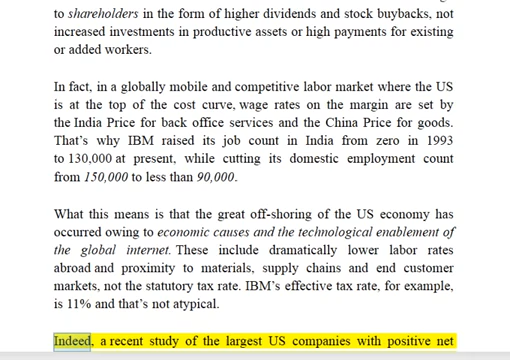 to shareholders in the form of higher dividends and stock buybacks, not
increased investments in productive assets or high payments for existing
or added workers.
In fact, in a globally mobile and competitive labor market where the US
is at the top of the cost curve, wage rates on the margin are set by
the India Price for back office services and the China Price for goods.
That's why IBM raised its job count in India from zero in 1993
to 130,000 at present, while cutting its domestic employment count
from 150,000 to less than 90,000.
What this means is that the great off-shoring of the US economy has
occurred owing to economic causes and the technological enablement of
the global internet. These include dramatically lower labor rates
abroad and proximity to materials, supply chains and end customer
markets, not the statutory tax rate. IBM's effective tax rate, for example,
is 11% and that's not atypical.
Indeed, a recent study of the largest US companies with positive net